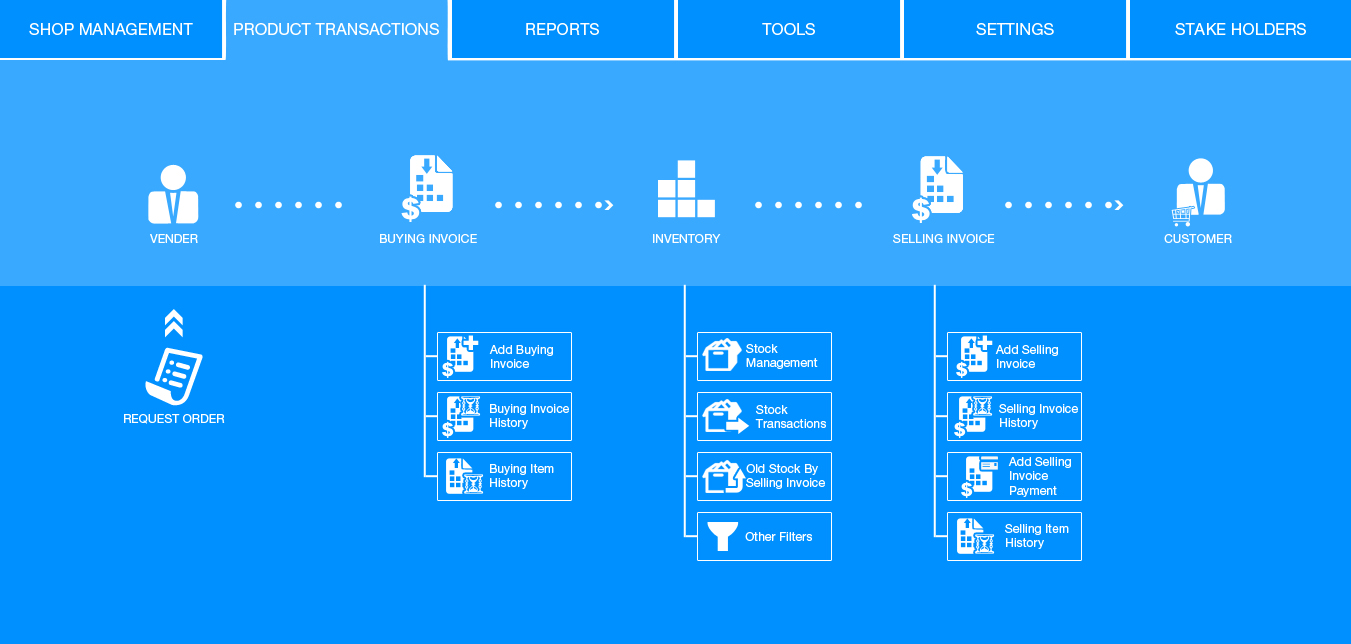 SHOP MANAGEMENT
PRODUCT TRANSACTIONS
REPORTS
TOOLS
SETTINGS
STAKE HOLDERS
VENDER
BUYING INVOICE
INVENTORY
SELLING INVOICE
CUSTOMER
REQUEST ORDER
Add Buying
Invoice
Buying Invoice
History
Buying Item
History
Stock
Management
Stock
Transactions
Old Stock By
Selling Invoice
Other Filters
Add Selling
Invoice
Selling Invoice
History
Add Selling
Invoice
Payment
Selling Item
History